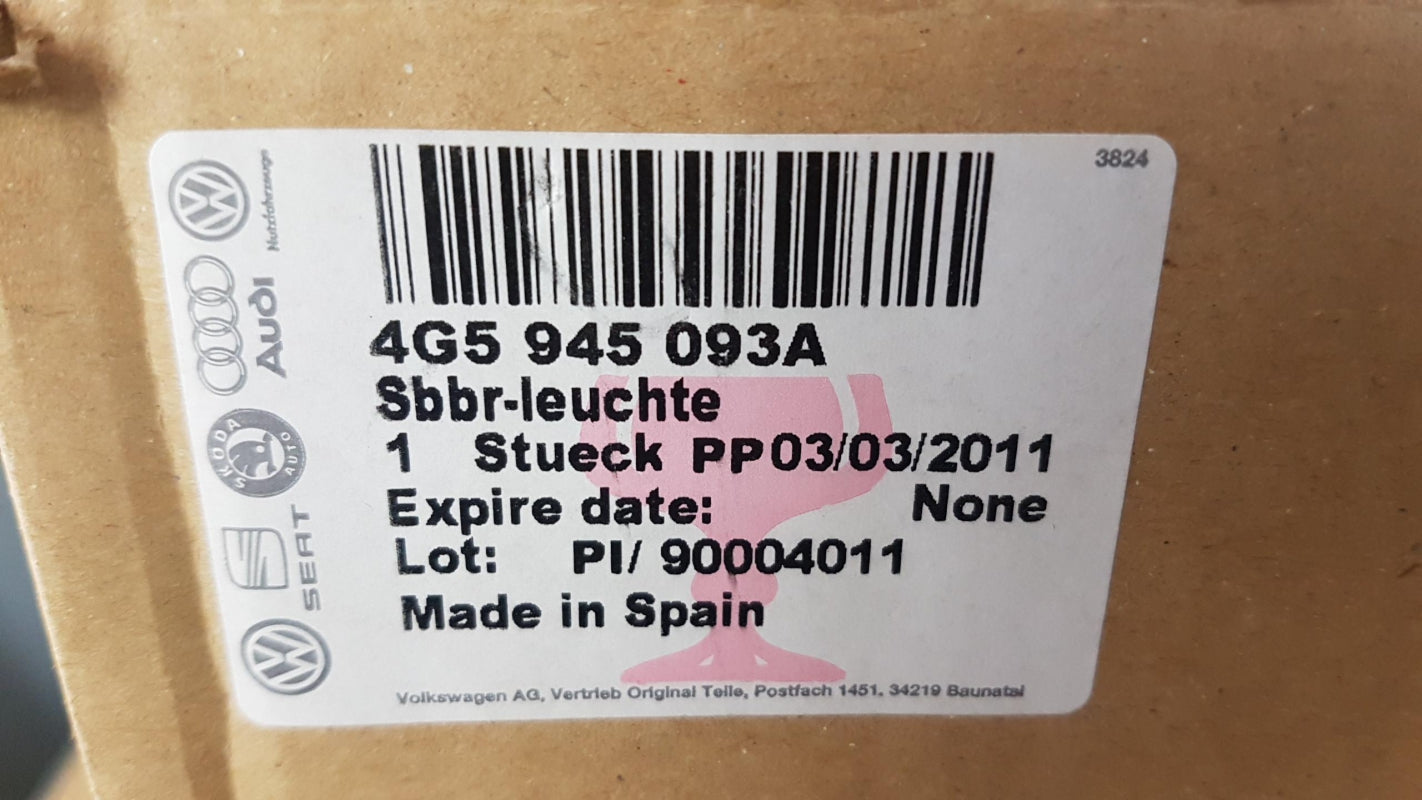 3824
Nutzfahrzeuge
Audi
ŠKODA
AUTO
SEAT
4G5 945 093A
Sbbr-leuchte
1 Stueck PP03/03/2011
Expire date: None
Lot: PI/ 90004011
Made in Spain
Volkswagen AG, Vertrieb Original Teile, Postfach 1451, 34219 Baunatal